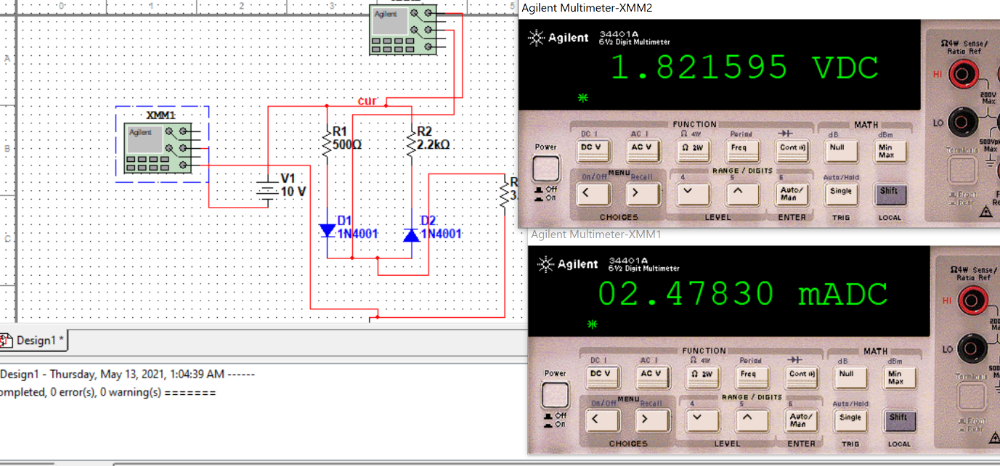 0 1 2 3 5
Agilent
A
B
C
XMM1
Agilent
cur
R1
500Ω
R2
2.2kΩ
V1
10 V
D1
1N4001
D2
1N4001
R
3.
Design1 *
Design1 - Thursday, May 13, 2021, 1:04:39 AM ------
ompleted, 0 error(s), 0 warning(s) =======
Agilent Multimeter-XMM2
Agilent 34401A
6½ Digit Multimeter
1.821595 VDC
Ω4W Sense/
Ratio Ref
HI
200V
Max
LO
500Vpk
Max
Terminals
Front
Rear
FUNCTION MATH
DC I AC I Ω 4W Period dB dBm
Power
DC V AC V Ω 2W Freq Cont Null Min
Max
MENU RANGE / DIGITS
On/Off Recall 4 5 6 Auto/Hold
Off
On
< > Auto/
Man Single Shift
CHOICES LEVEL ENTER TRIG LOCAL
Agilent Multimeter-XMM1
Agilent 34401A
6½ Digit Multimeter
02.47830 mADC
Ω4W Sense/
Ratio Ref
HI
200
Ma
LO
500
M
Terminals
Front
Rear
FUNCTION MATH
DC I AC I Ω 4W Period dB dBm
Power
DC V AC V Ω 2W Freq Cont Null Min
Max
MENU RANGE / DIGITS
On/Off Recall 4 5 6 Auto/Hold
Off
On
< > Auto/
Man Single Shift
CHOICES LEVEL ENTER TRIG LOCAL